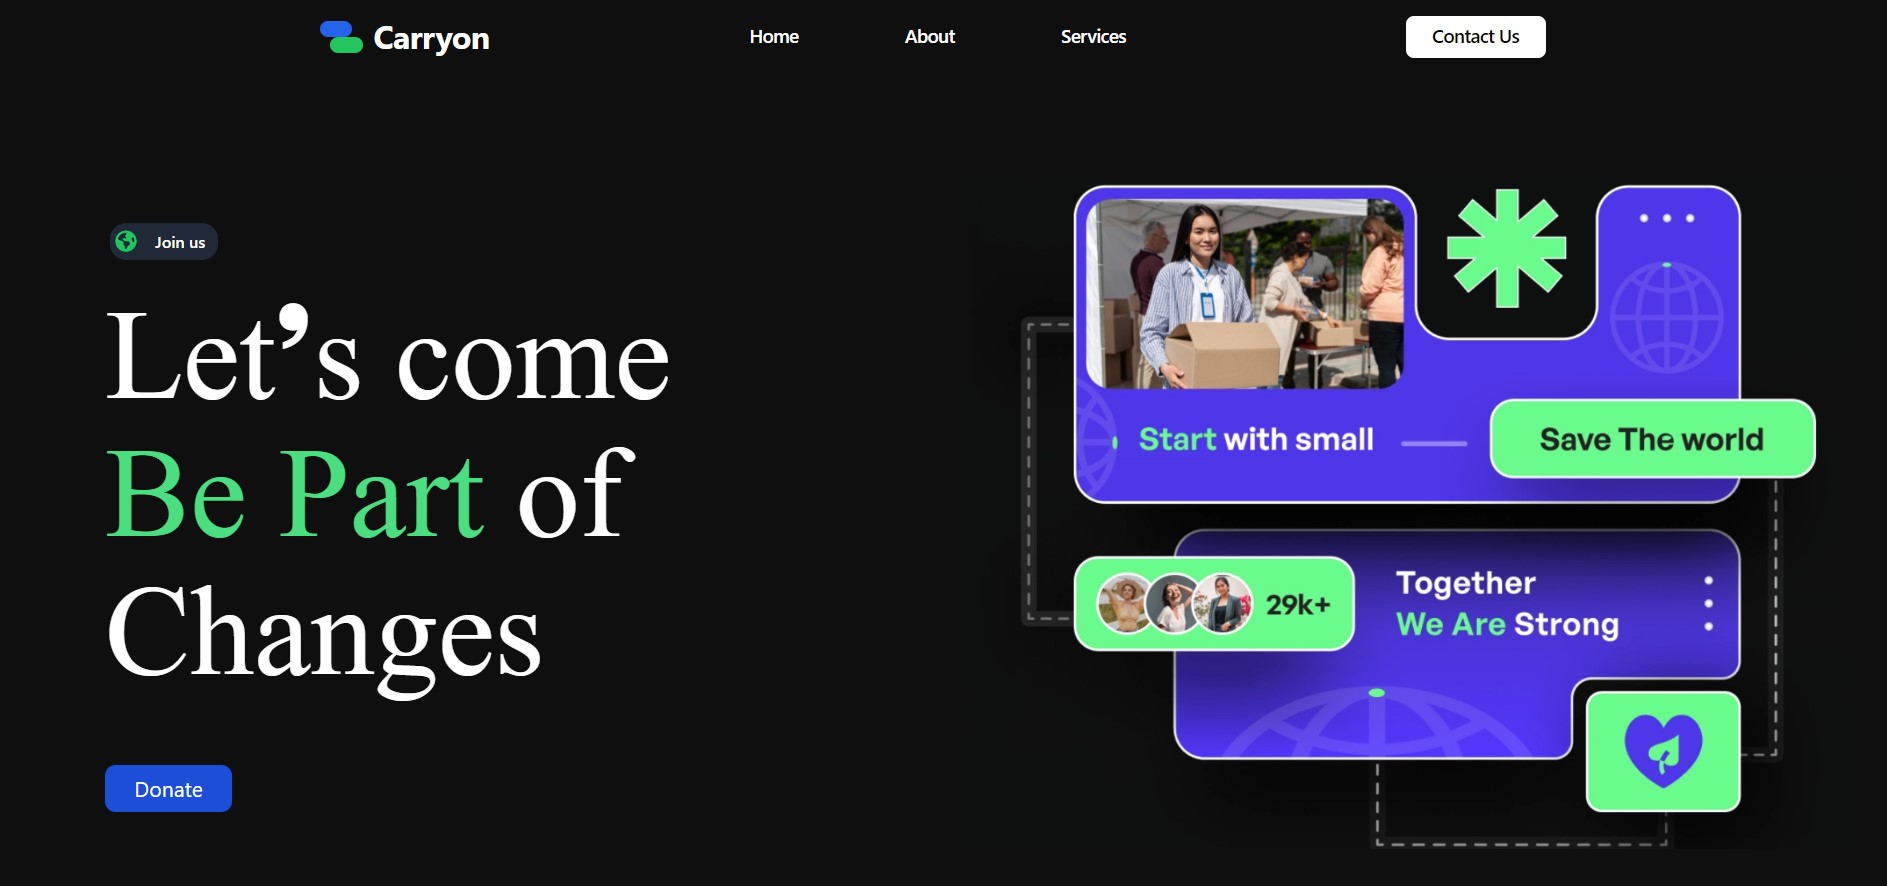 Carryon
Home
About
Services
Contact Us
Join us
Let’s come
Be Part of
Changes
Donate
Start with small
Save The world
29k+
Together
We Are Strong